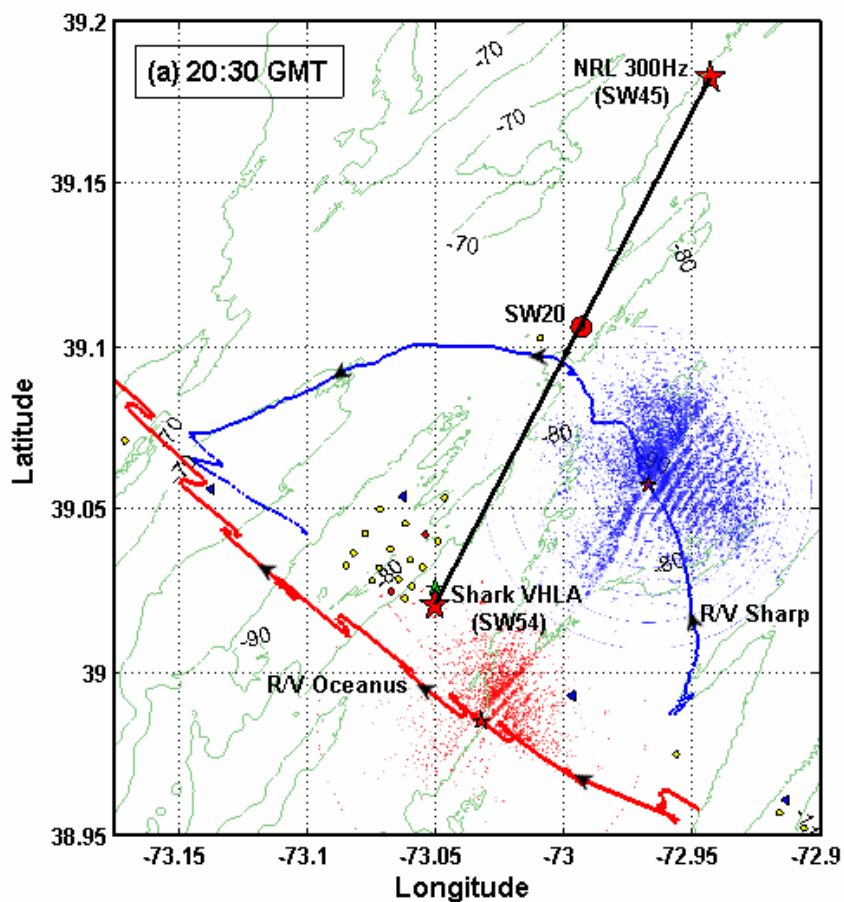 39.2
(a) 20:30 GMT
-70
NRL 300Hz
(SW45)
-70
39.15
-70
-80
SW20
39.1
-80
-70
39.05
-80
-80
Shark VHLA
(SW54)
R/V Sharp
-90
39
R/V Oceanus
38.95
-73.15
-73.1
-73.05
-73
-72.95
-72.9
Longitude
Latitude